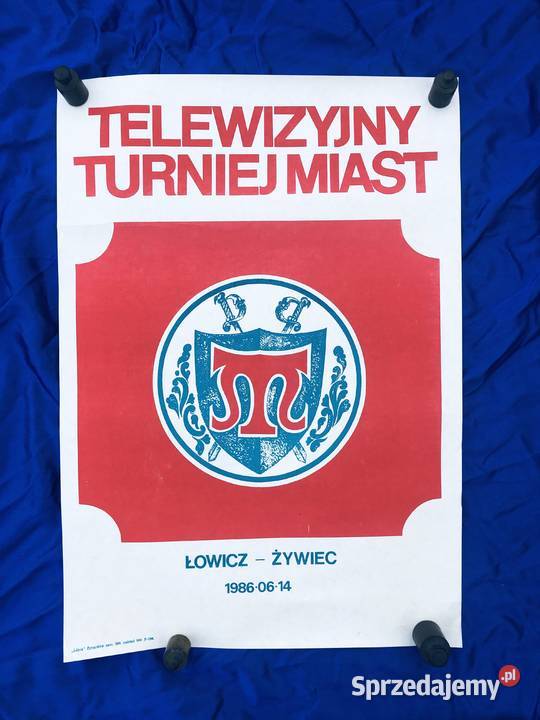 TELEWIZYJNY
TURNIEJ MIAST
ŁOWICZ – ŻYWIEC
1986·06·14
Sprzedajemy.pl